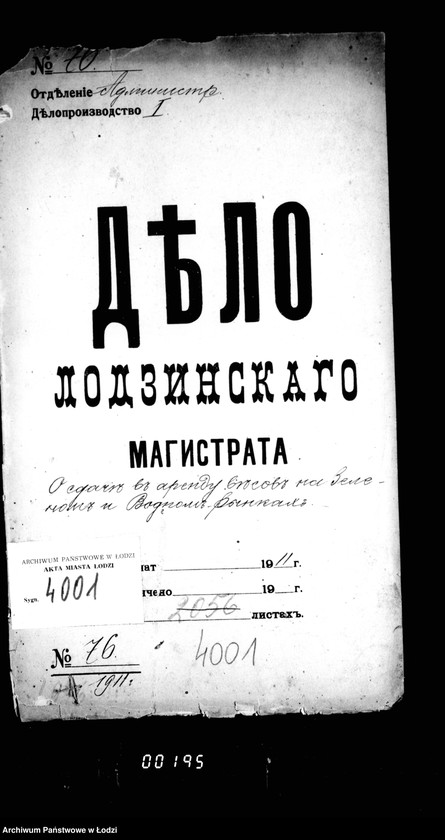 № 70.
Отдѣленіе Администр.
Дѣлопроизводство I
ДѢЛО
ЛОДЗИНСКАГО
МАГИСТРАТА
О сдачѣ въ аренду вѣсовъ на Зеле-
номъ и Водномъ рынкахъ.
ARCHIWUM PAŃSTWOWE W ŁODZI
AKTA MIASTA ŁODZI
Sygn. 4001
1911 г.
19 г.
2056 листахъ.
№ 76.
1911 г.
4001
00195
Archiwum Państwowe w Łodzi